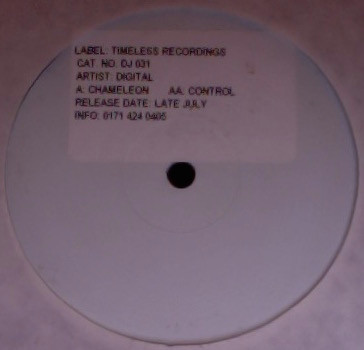 LABEL: TIMELESS RECORDINGS
CAT. NO. DJ 031
ARTIST: DIGITAL
A: CHAMELEON AA: CONTROL
RELEASE DATE: LATE JULY
INFO: 0171 424 0405